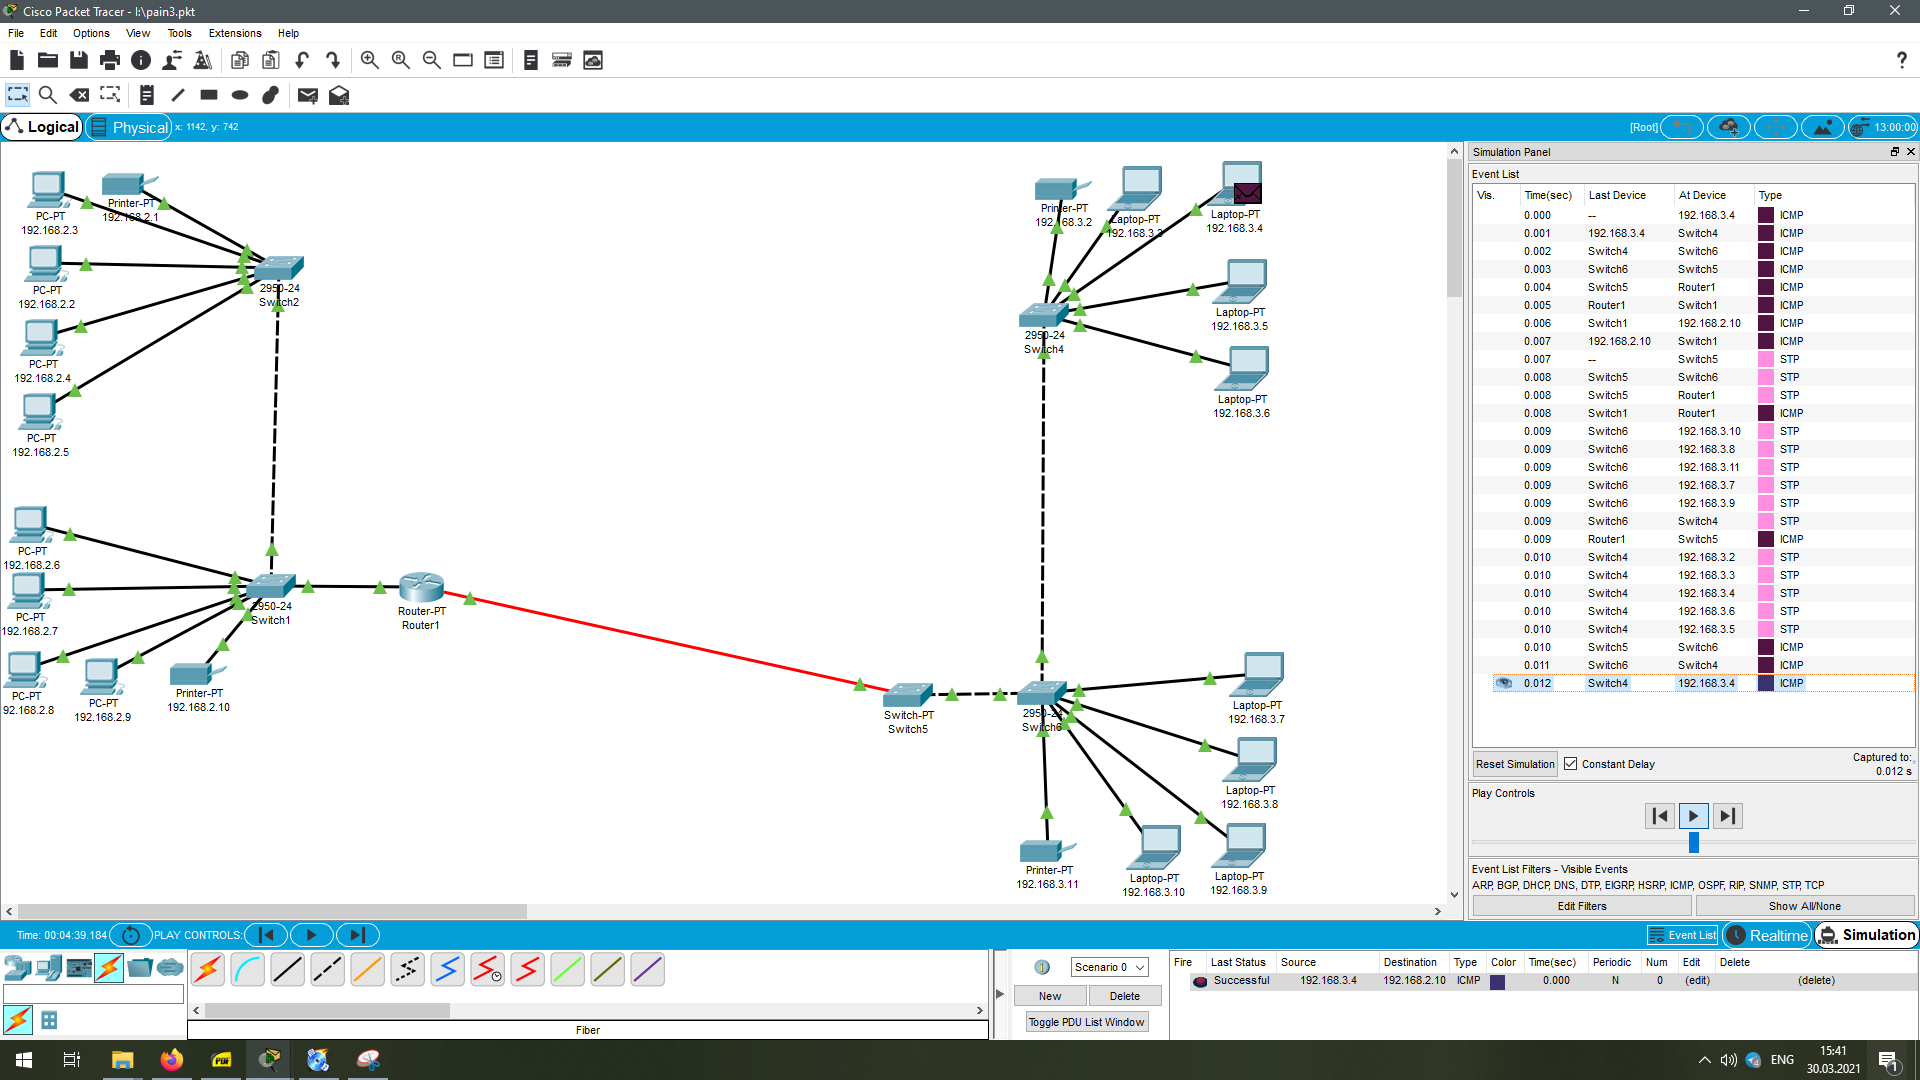 Cisco Packet Tracer - I:\pain3.pkt
File Edit Options View Tools Extensions Help
Logical Physical x: 1142, y: 742 [Root] 13:00:00
PC-PT
192.168.2.3
Printer-PT
192.168.2.1
PC-PT
192.168.2.2
2950-24
Switch2
PC-PT
192.168.2.4
PC-PT
192.168.2.5
PC-PT
192.168.2.6
PC-PT
192.168.2.7
2950-24
Switch1
PC-PT
92.168.2.8
PC-PT
192.168.2.9
Printer-PT
192.168.2.10
Router-PT
Router1
Printer-PT
192.168.3.2
Laptop-PT
192.168.3.3
Laptop-PT
192.168.3.4
Laptop-PT
192.168.3.5
2950-24
Switch4
Laptop-PT
192.168.3.6
Switch-PT
Switch5
2950-24
Switch6
Laptop-PT
192.168.3.7
Laptop-PT
192.168.3.8
Printer-PT
192.168.3.11
Laptop-PT
192.168.3.10
Laptop-PT
192.168.3.9
Simulation Panel
Event List
Vis. Time(sec) Last Device At Device Type
0.000 -- 192.168.3.4 ICMP
0.001 192.168.3.4 Switch4 ICMP
0.002 Switch4 Switch6 ICMP
0.003 Switch6 Switch5 ICMP
0.004 Switch5 Router1 ICMP
0.005 Router1 Switch1 ICMP
0.006 Switch1 192.168.2.10 ICMP
0.007 192.168.2.10 Switch1 ICMP
0.007 -- Switch5 STP
0.008 Switch5 Switch6 STP
0.008 Switch5 Router1 STP
0.008 Switch1 Router1 ICMP
0.009 Switch6 192.168.3.10 STP
0.009 Switch6 192.168.3.8 STP
0.009 Switch6 192.168.3.11 STP
0.009 Switch6 192.168.3.7 STP
0.009 Switch6 192.168.3.9 STP
0.009 Switch6 Switch4 STP
0.009 Router1 Switch5 ICMP
0.010 Switch4 192.168.3.2 STP
0.010 Switch4 192.168.3.3 STP
0.010 Switch4 192.168.3.4 STP
0.010 Switch4 192.168.3.6 STP
0.010 Switch4 192.168.3.5 STP
0.010 Switch5 Switch6 ICMP
0.011 Switch6 Switch4 ICMP
0.012 Switch4 192.168.3.4 ICMP
Reset Simulation Constant Delay Captured to:
0.012 s
Play Controls
Event List Filters - Visible Events
ARP, BGP, DHCP, DNS, DTP, EIGRP, HSRP, ICMP, OSPF, RIP, SNMP, STP, TCP
Edit Filters Show All/None
Time: 00:04:39.184 PLAY CONTROLS: Event List Realtime Simulation
Scenario 0
New Delete
Toggle PDU List Window
Fire Last Status Source Destination Type Color Time(sec) Periodic Num Edit Delete
Successful 192.168.3.4 192.168.2.10 ICMP 0.000 N 0 (edit) (delete)
Fiber
PDF
ENG
15:41
30.03.2021
1